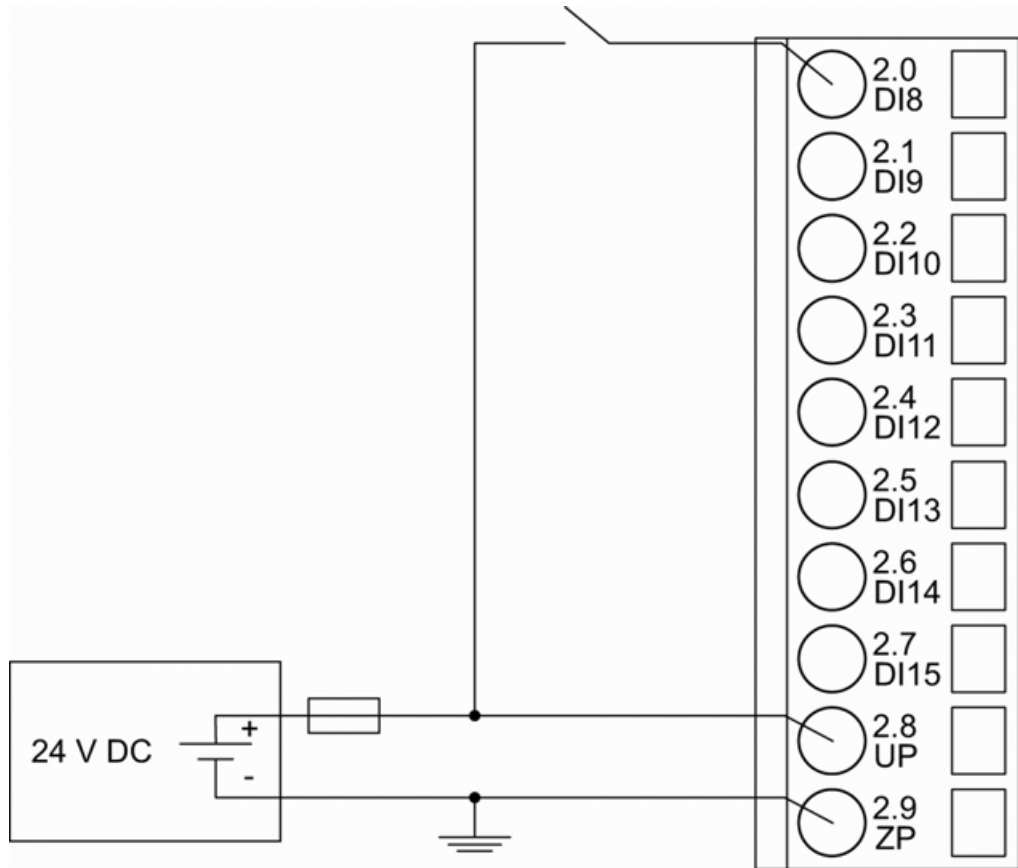 2.0
DI8
2.1
DI9
2.2
DI10
2.3
DI11
2.4
DI12
2.5
DI13
2.6
DI14
2.7
DI15
24 V DC
+
-
2.8
UP
2.9
ZP